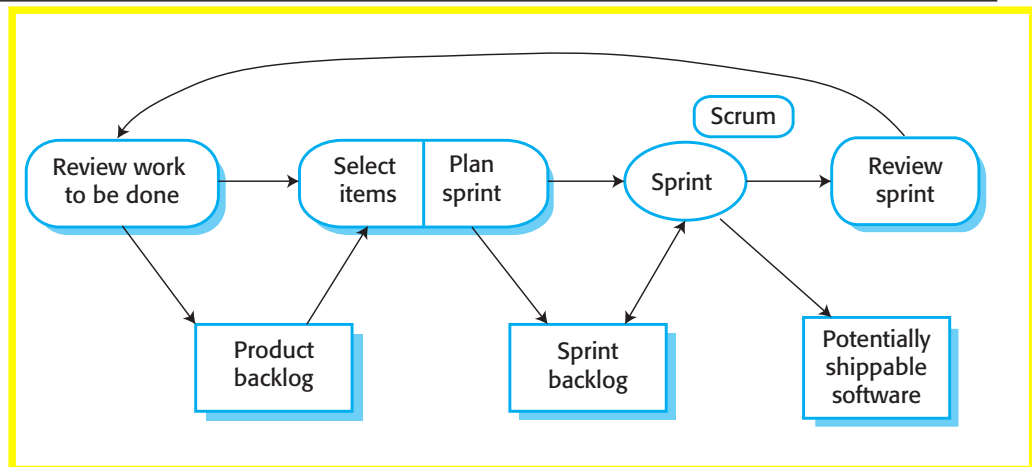 Scrum
Review work
to be done
Select
items
Plan
sprint
Sprint
Review
sprint
Product
backlog
Sprint
backlog
Potentially
shippable
software